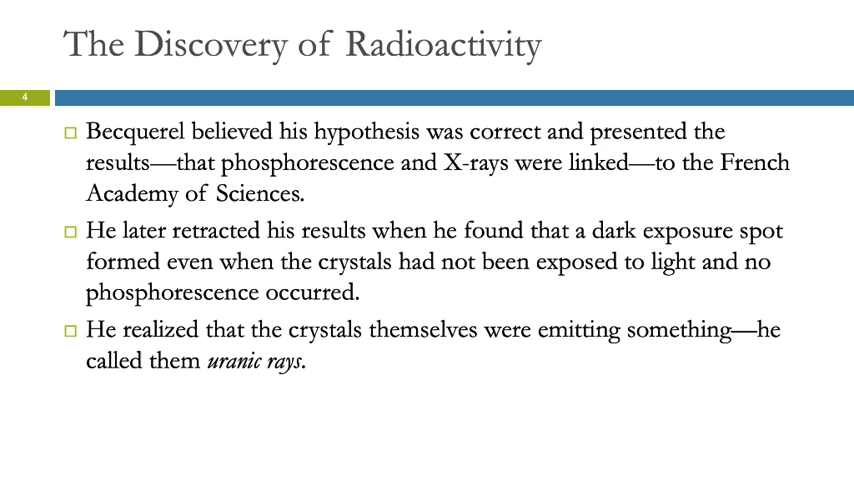 The Discovery of Radioactivity
4
Becquerel believed his hypothesis was correct and presented the
results—that phosphorescence and X-rays were linked—to the French
Academy of Sciences.
He later retracted his results when he found that a dark exposure spot
formed even when the crystals had not been exposed to light and no
phosphorescence occurred.
He realized that the crystals themselves were emitting something—he
called them uranic rays.